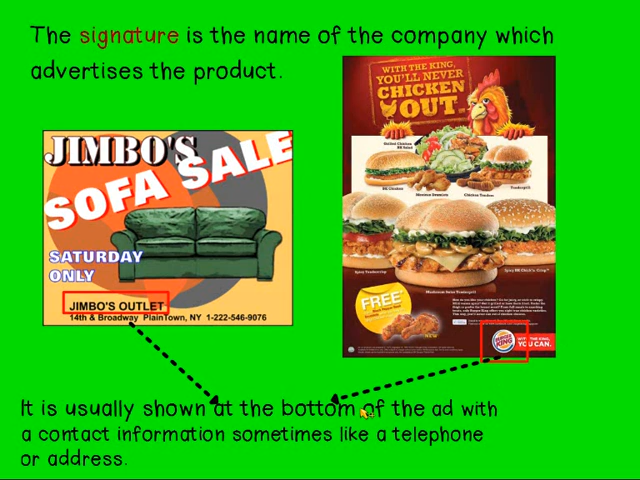 The signature is the name of the company which
advertises the product.
WITH THE KING,
YOU'LL NEVER
CHICKEN
OUT.
JIMBO'S
SOFA SALE
SATURDAY
ONLY
JIMBO'S OUTLET
14th & Broadway PlainTown, NY 1-222-546-9076
FREE
NEW
BURGER
KING
WITH THE KING,
YOU CAN.
It is usually shown at the bottom of the ad with
a contact information sometimes like a telephone
or address.